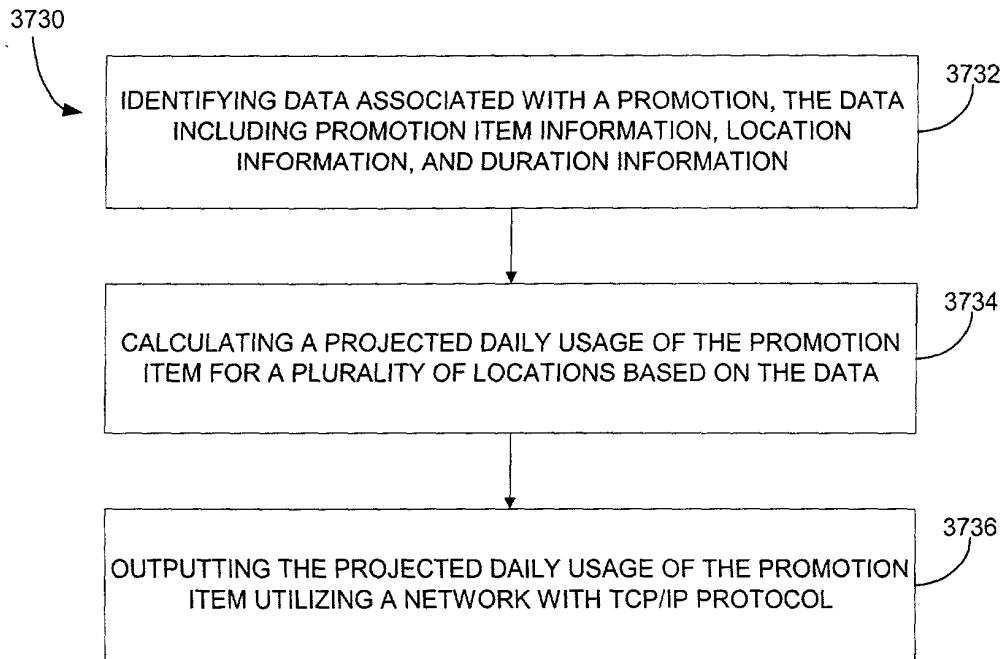 3730
3732
IDENTIFYING DATA ASSOCIATED WITH A PROMOTION, THE DATA
INCLUDING PROMOTION ITEM INFORMATION, LOCATION
INFORMATION, AND DURATION INFORMATION
3734
CALCULATING A PROJECTED DAILY USAGE OF THE PROMOTION
ITEM FOR A PLURALITY OF LOCATIONS BASED ON THE DATA
3736
OUTPUTTING THE PROJECTED DAILY USAGE OF THE PROMOTION
ITEM UTILIZING A NETWORK WITH TCP/IP PROTOCOL